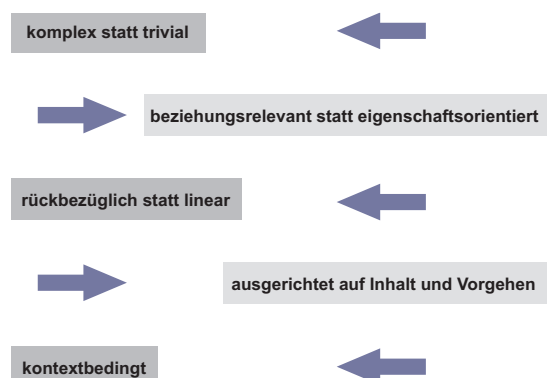 komplex statt trivial
beziehungsrelevant statt eigenschaftsorientiert
rückbezüglich statt linear
ausgerichtet auf Inhalt und Vorgehen
kontextbedingt